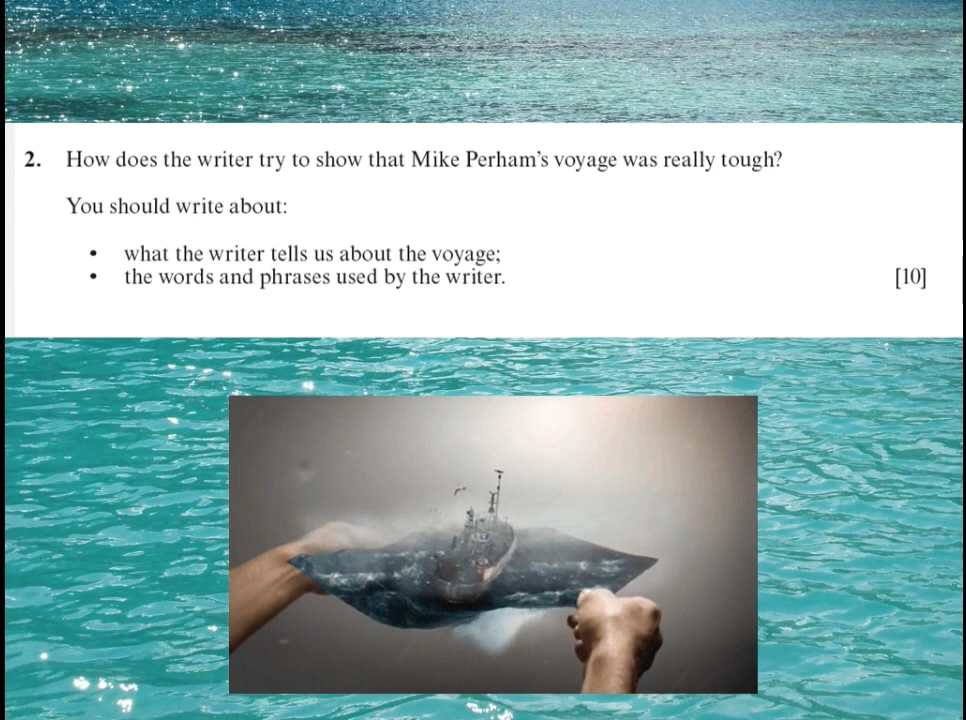 2. How does the writer try to show that Mike Perham’s voyage was really tough?
You should write about:
• what the writer tells us about the voyage;
• the words and phrases used by the writer. [10]